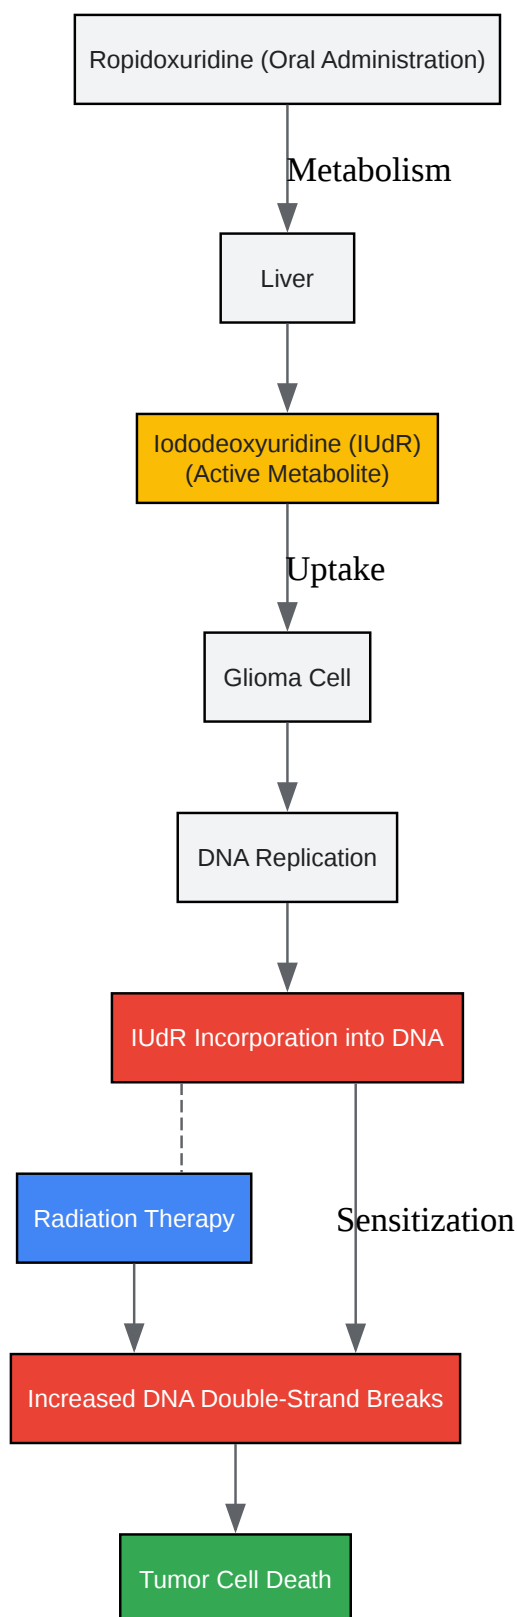 Ropidoxuridine (Oral Administration)
Metabolism
Liver
Iododeoxyuridine (IUdR)
(Active Metabolite)
Uptake
Glioma Cell
DNA Replication
IUdR Incorporation into DNA
Radiation Therapy
Sensitization
Increased DNA Double-Strand Breaks
Tumor Cell Death